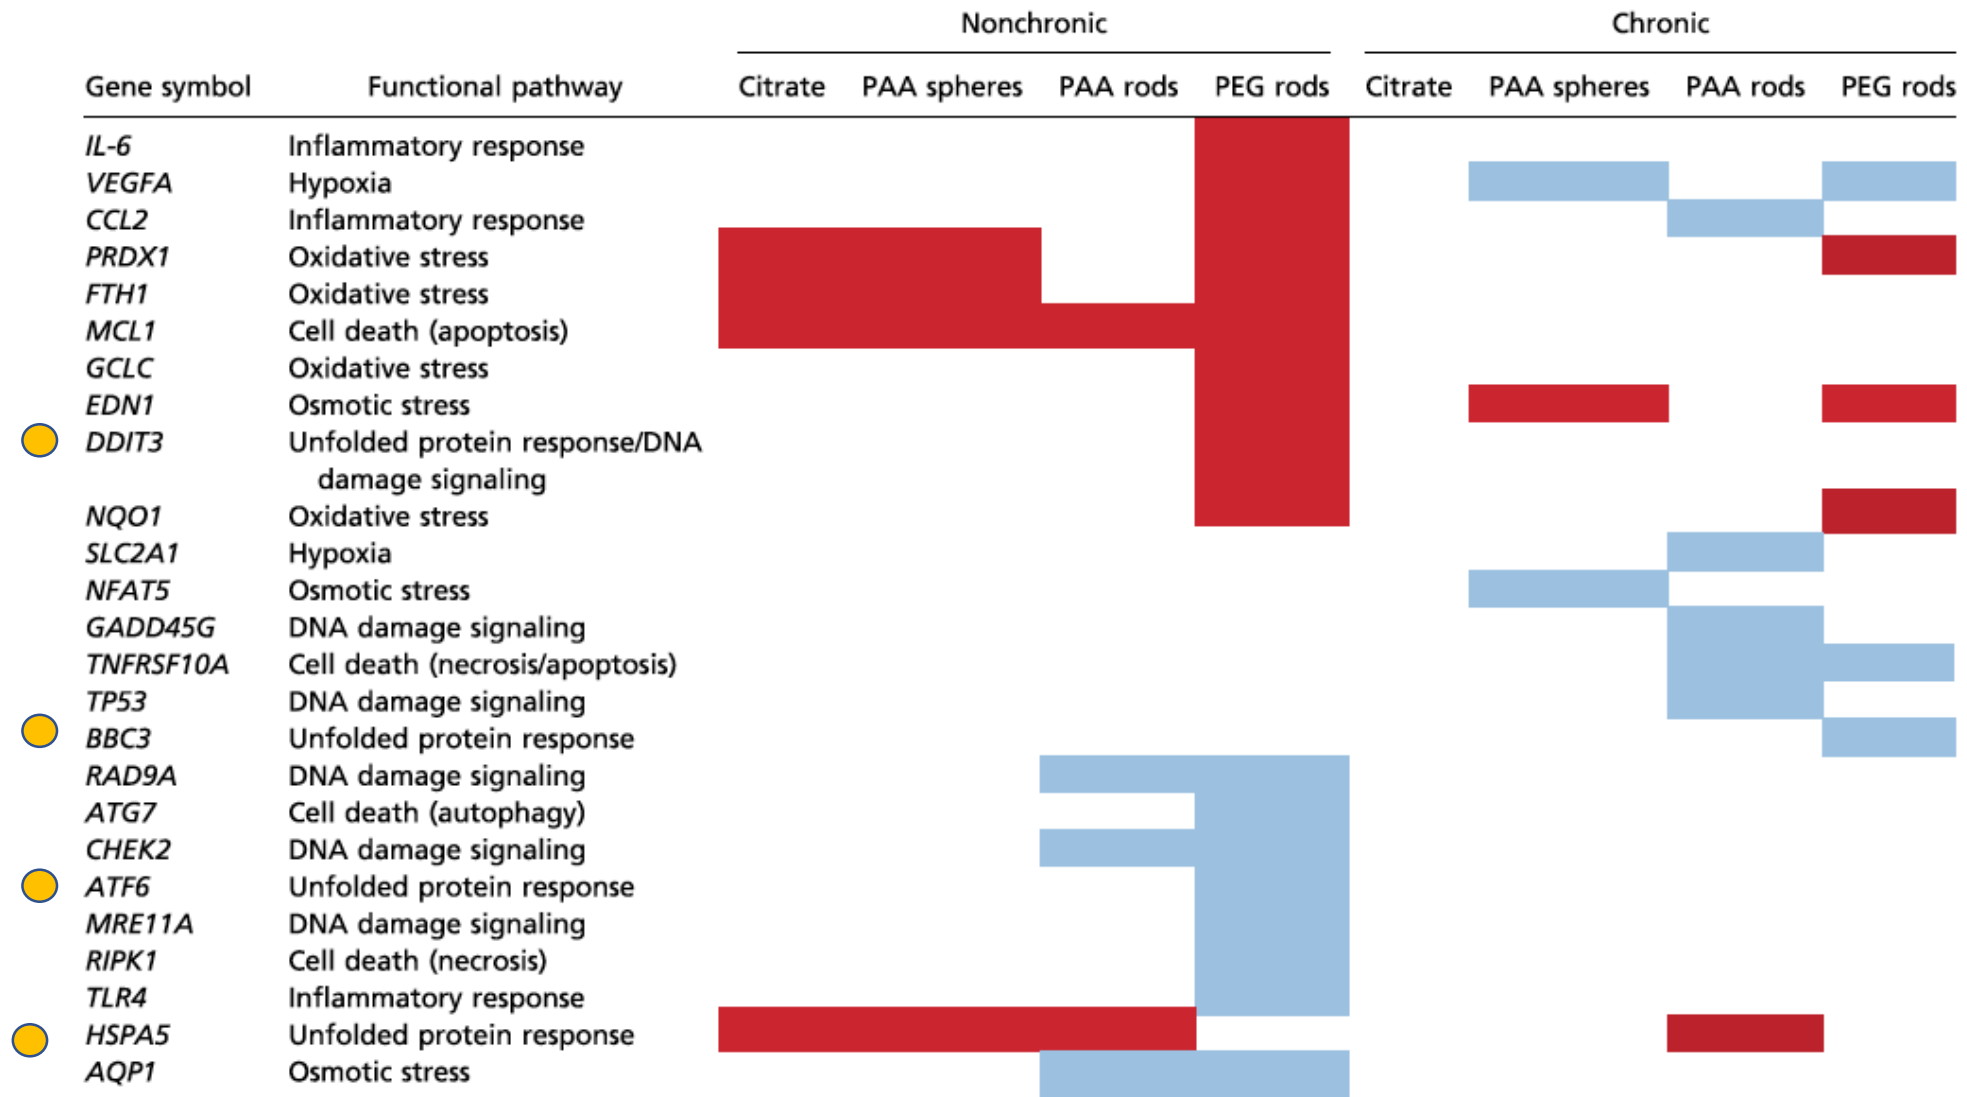 Nonchronic Chronic
Gene symbol Functional pathway Citrate PAA spheres PAA rods PEG rods Citrate PAA spheres PAA rods PEG rods
IL-6 Inflammatory response
VEGFA Hypoxia
CCL2 Inflammatory response
PRDX1 Oxidative stress
FTH1 Oxidative stress
MCL1 Cell death (apoptosis)
GCLC Oxidative stress
EDN1 Osmotic stress
DDIT3 Unfolded protein response/DNA
damage signaling
NQO1 Oxidative stress
SLC2A1 Hypoxia
NFAT5 Osmotic stress
GADD45G DNA damage signaling
TNFRSF10A Cell death (necrosis/apoptosis)
TP53 DNA damage signaling
BBC3 Unfolded protein response
RAD9A DNA damage signaling
ATG7 Cell death (autophagy)
CHEK2 DNA damage signaling
ATF6 Unfolded protein response
MRE11A DNA damage signaling
RIPK1 Cell death (necrosis)
TLR4 Inflammatory response
HSPA5 Unfolded protein response
AQP1 Osmotic stress